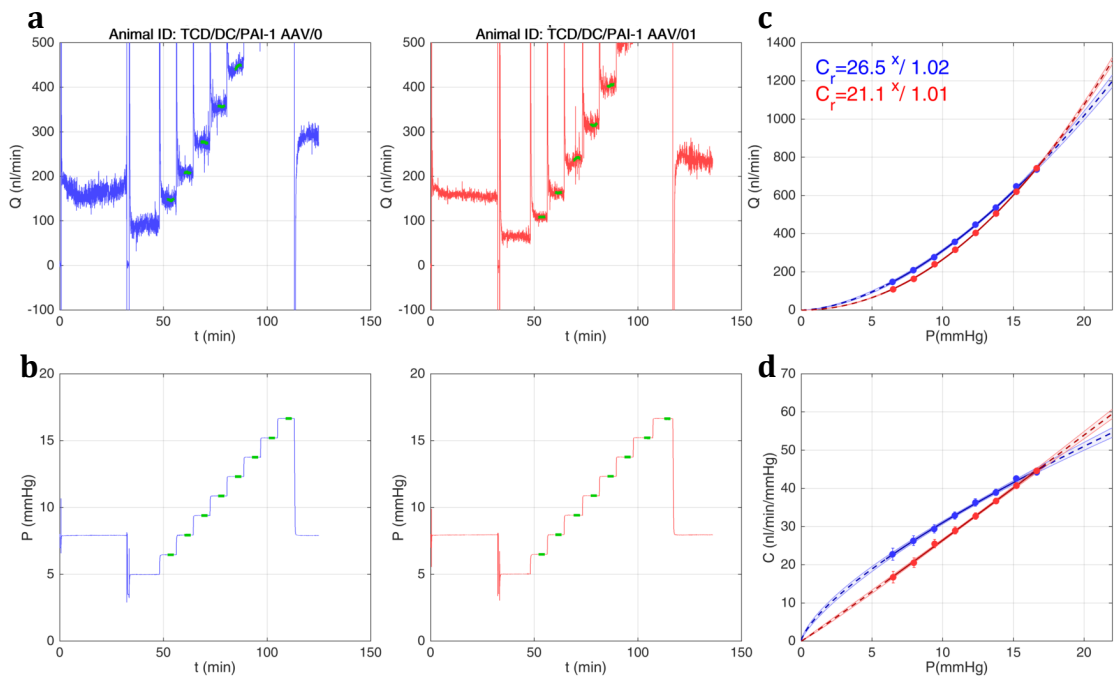 a
Animal ID: TCD/DC/PAI-1 AAV/0
500
400
300
200
100
0
-100
Q (nl/min)
0 50 100 150
t (min)
Animal ID: TCD/DC/PAI-1 AAV/01
500
400
300
200
100
0
-100
Q (nl/min)
0 50 100 150
t (min)
c
C_r=26.5 ^x/ 1.02
C_r=21.1 ^x/ 1.01
1400
1200
1000
800
600
400
200
0
Q (nl/min)
0 5 10 15 20
P(mmHg)
b
20
15
10
5
0
P (mmHg)
0 50 100 150
t (min)
20
15
10
5
0
P (mmHg)
0 50 100 150
t (min)
d
70
60
50
40
30
20
10
0
C (nl/min/mmHg)
0 5 10 15 20
P(mmHg)